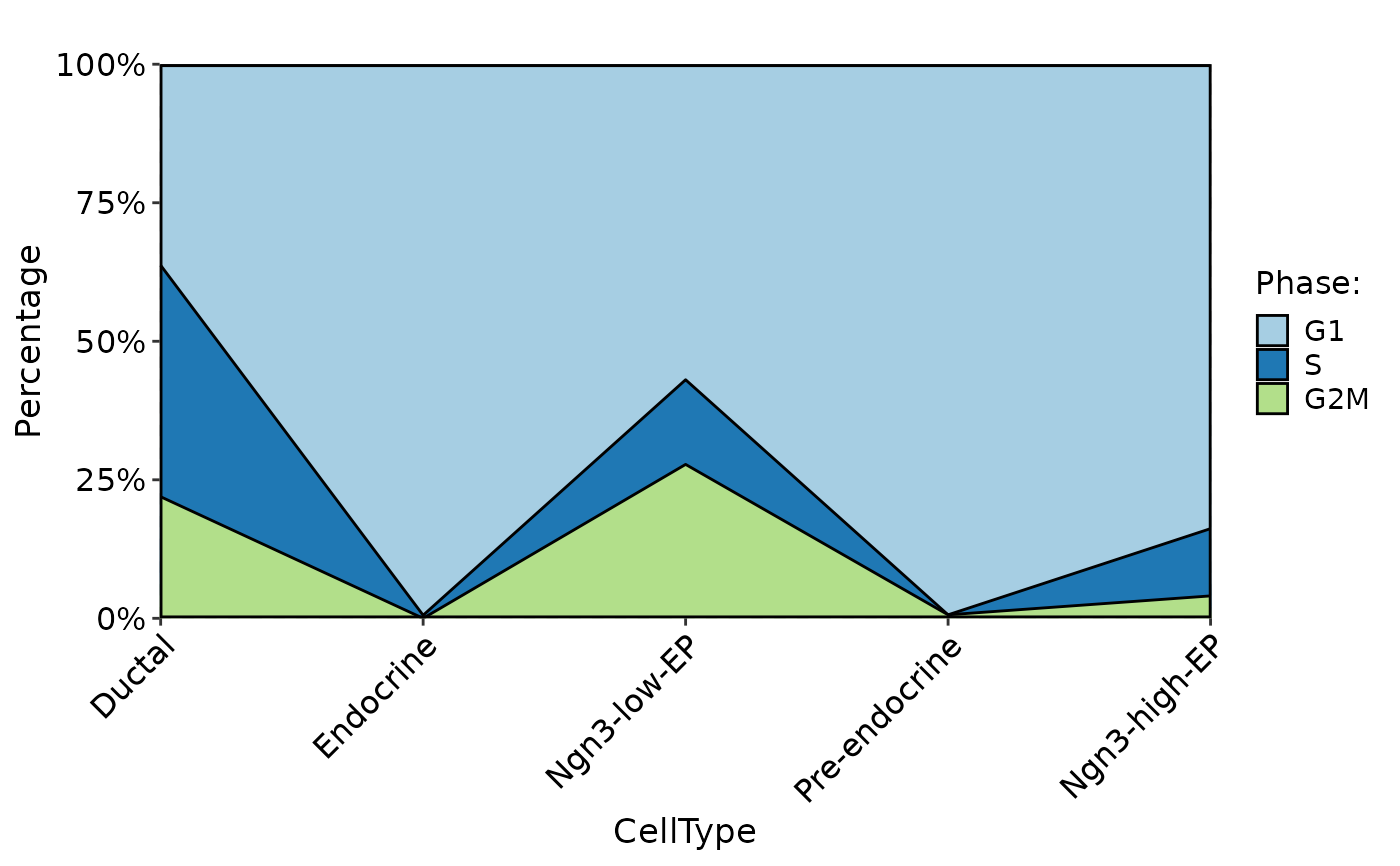 100%
75%
50%
25%
0%
Percentage
Ductal
Endocrine
Ngn3-low-EP
Pre-endocrine
Ngn3-high-EP
CellType
Phase:
G1
S
G2M